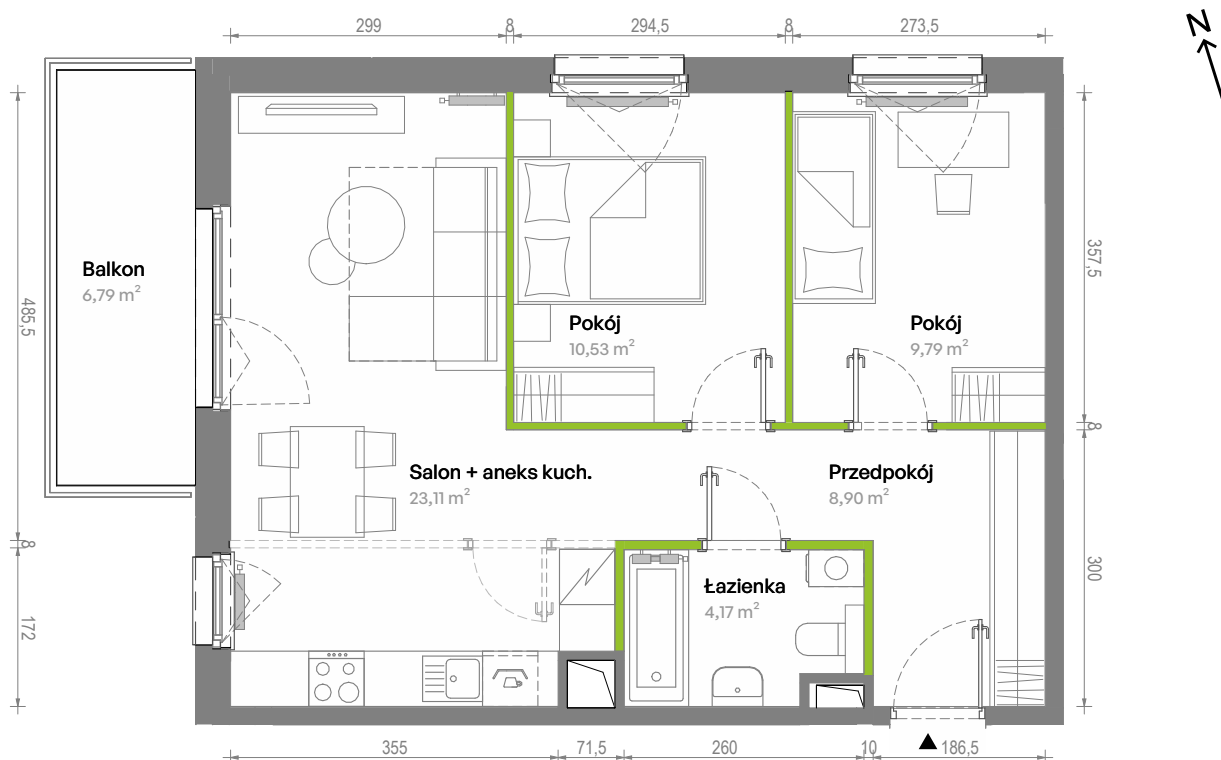 299
8
294,5
8
273,5
N
Balkon
6,79 m²
485,5
8
172
Pokój
10,53 m²
Pokój
9,79 m²
357,5
8
300
Salon + aneks kuch.
23,11 m²
Przedpokój
8,90 m²
Łazienka
4,17 m²
355
71,5
260
10
186,5